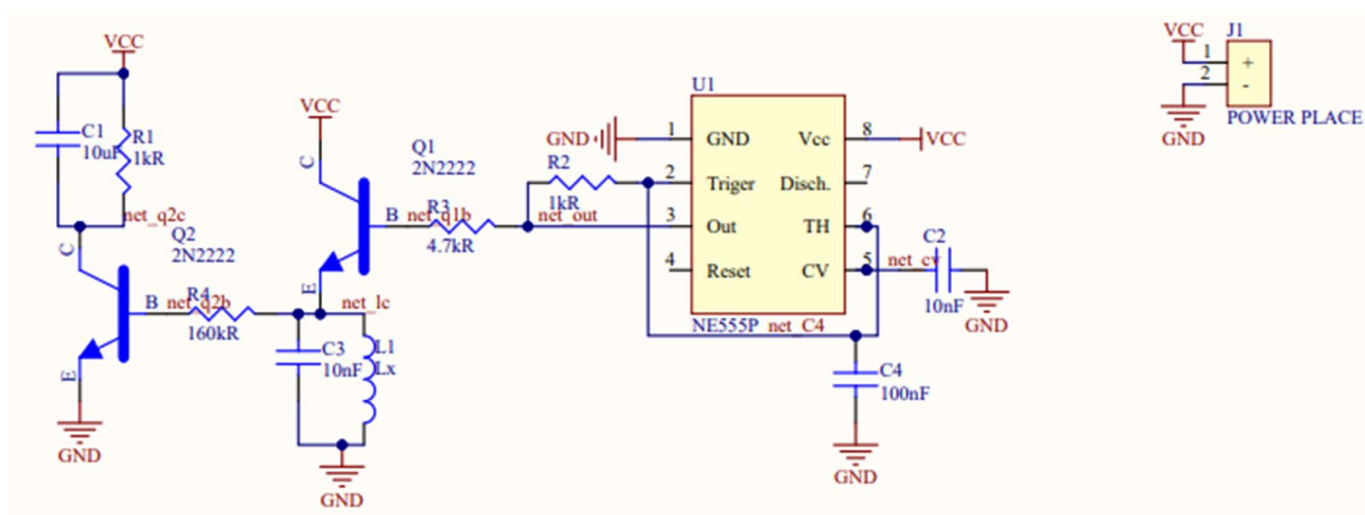 VCC
C1
10uF
R1
1kR
net_q2c
Q2
2N2222
C
B
E
net_q2b
R4
160kR
GND
VCC
C
Q1
2N2222
B
E
net_q1b
R3
4.7kR
net_lc
C3
10nF
L1
Lx
GND
R2
1kR
net_out
GND
U1
1 GND Vcc 8
2 Triger Disch. 7
3 Out TH 6
4 Reset CV 5
NE555P
net_C4
VCC
net_cv
C2
10nF
GND
C4
100nF
GND
VCC
J1
1 +
2 -
GND
POWER PLACE